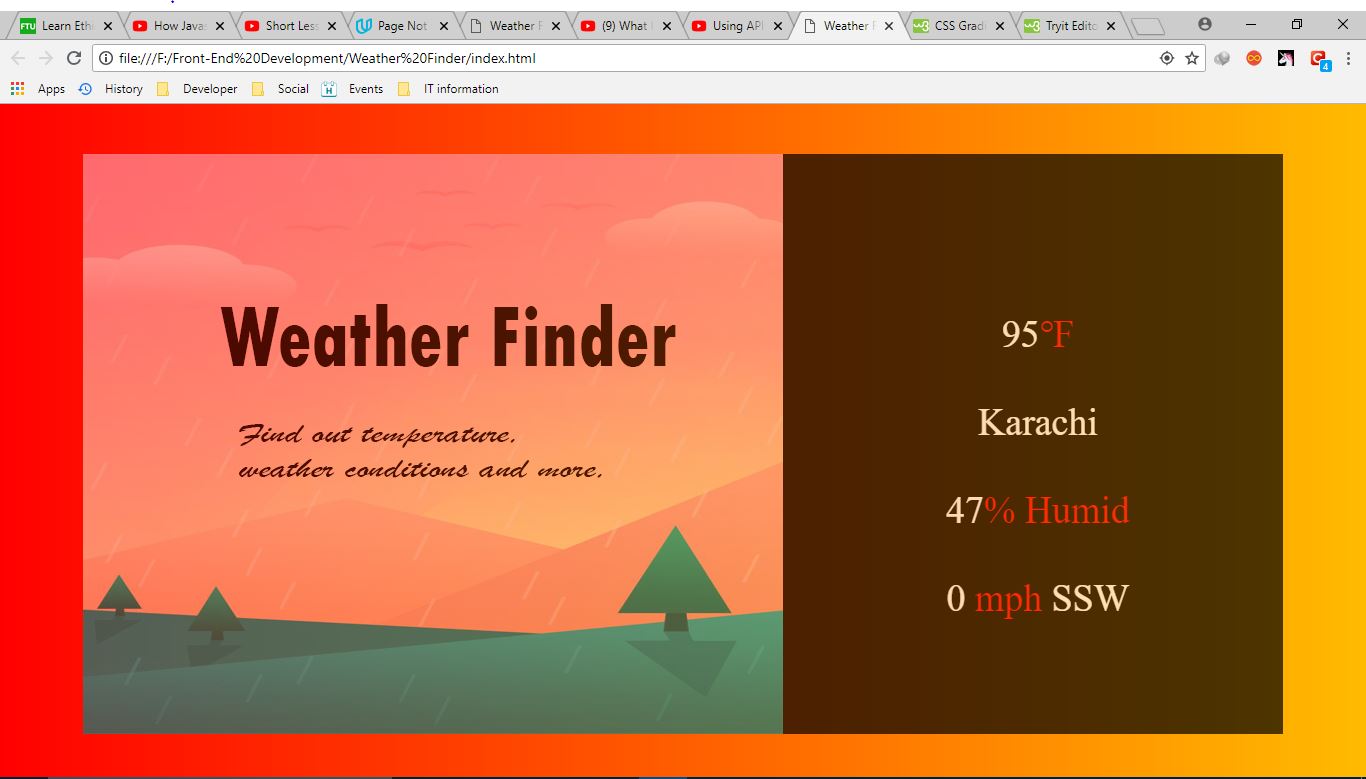 Learn Ethi
How Javas
Short Less
Page Not
Weather F
(9) What I
Using API
Weather F
CSS Gradi
Tryit Edito
file:///F:/Front-End%20Development/Weather%20Finder/index.html
Apps
History
Developer
Social
Events
IT information
Weather Finder
Find out temperature,
weather conditions and more.
95°F
Karachi
47% Humid
0 mph SSW